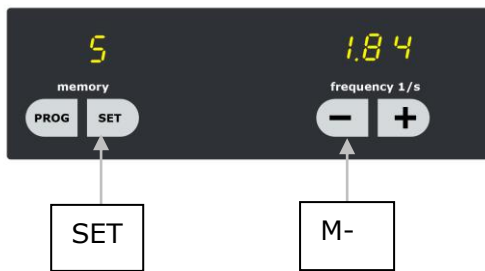 5 1.84
memory frequency 1/s
PROG SET − +
SET M-